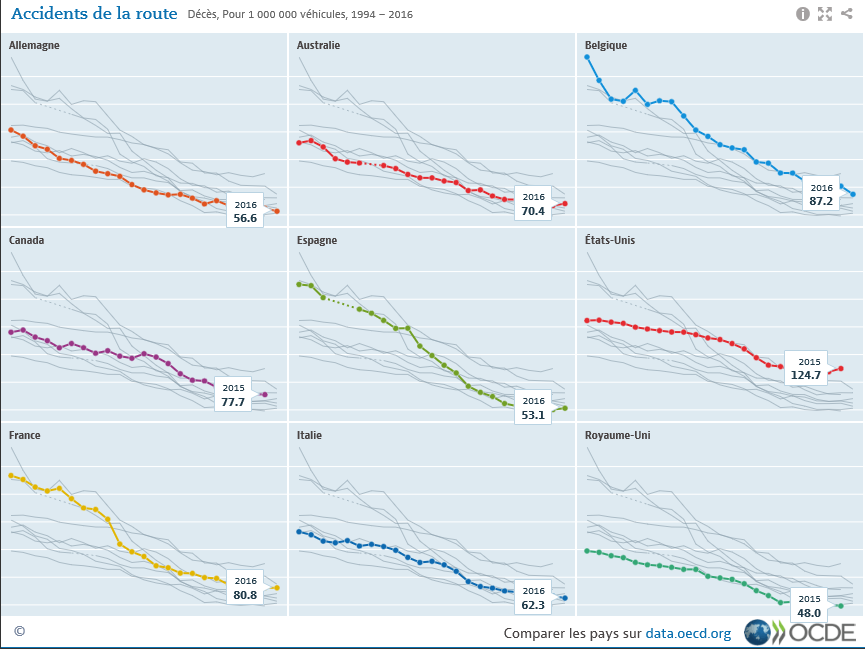 Accidents de la route Décès, Pour 1 000 000 véhicules, 1994 – 2016
Allemagne
Australie
Belgique
2016
56.6
2016
70.4
2016
87.2
Canada
Espagne
États-Unis
2015
77.7
2016
53.1
2015
124.7
France
Italie
Royaume-Uni
2016
80.8
2016
62.3
2015
48.0
©
Comparer les pays sur data.oecd.org
OCDE